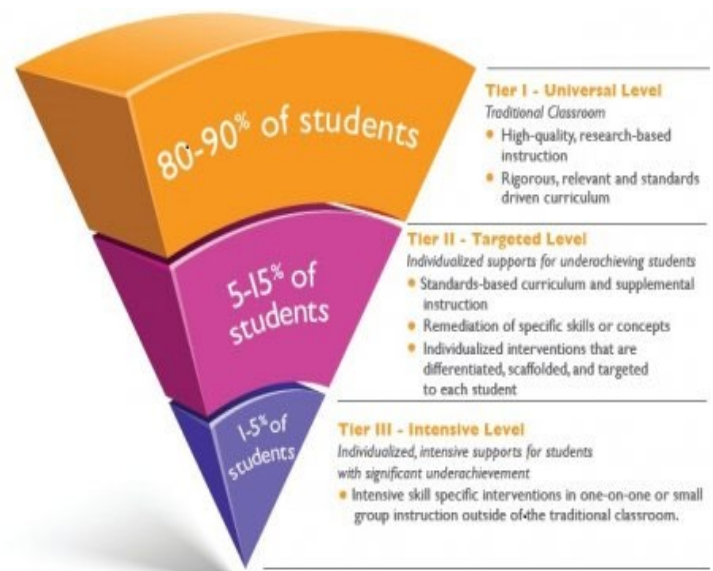 80-90% of students
Tier I - Universal Level
Traditional Classroom
High-quality, research-based
instruction
Rigorous, relevant and standards
driven curriculum
5-15% of
students
Tier II - Targeted Level
Individualized supports for underachieving students
Standards-based curriculum and supplemental
instruction
Remediation of specific skills or concepts
Individualized interventions that are
differentiated, scaffolded, and targeted
to each student
1-5% of
students
Tier III - Intensive Level
Individualized, intensive supports for students
with significant underachievement
Intensive skill specific interventions in one-on-one or small
group instruction outside of the traditional classroom.